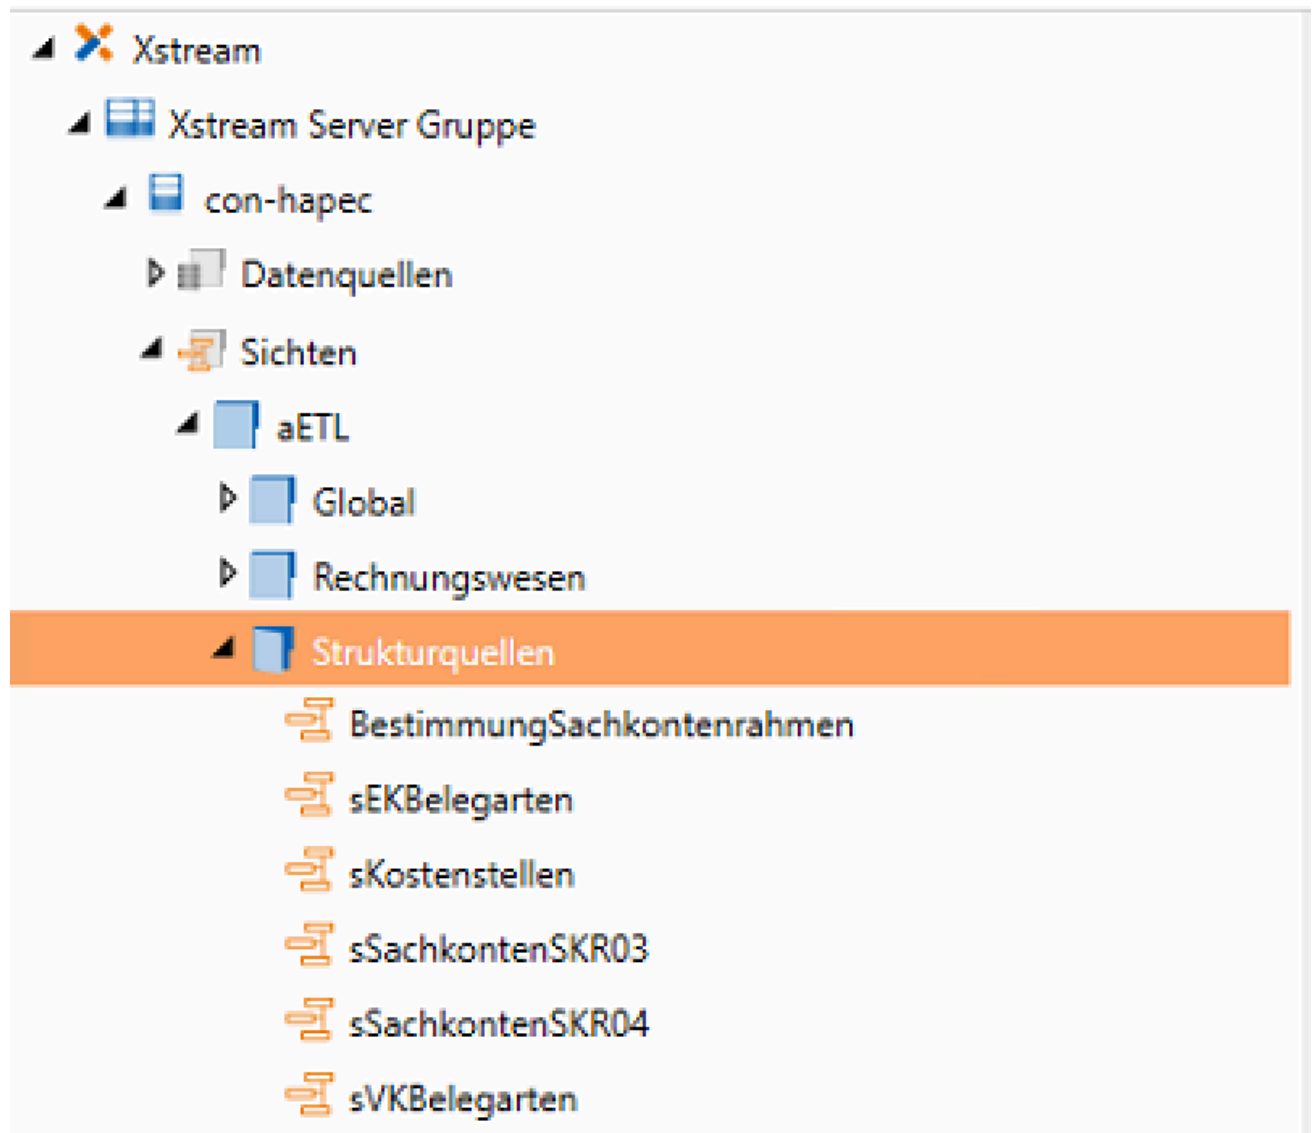 Xstream
Xstream Server Gruppe
con-hapec
Datenquellen
Sichten
aETL
Global
Rechnungswesen
Strukturquellen
BestimmungSachkontenrahmen
sEKBelegarten
sKostenstellen
sSachkontenSKR03
sSachkontenSKR04
sVKBelegarten